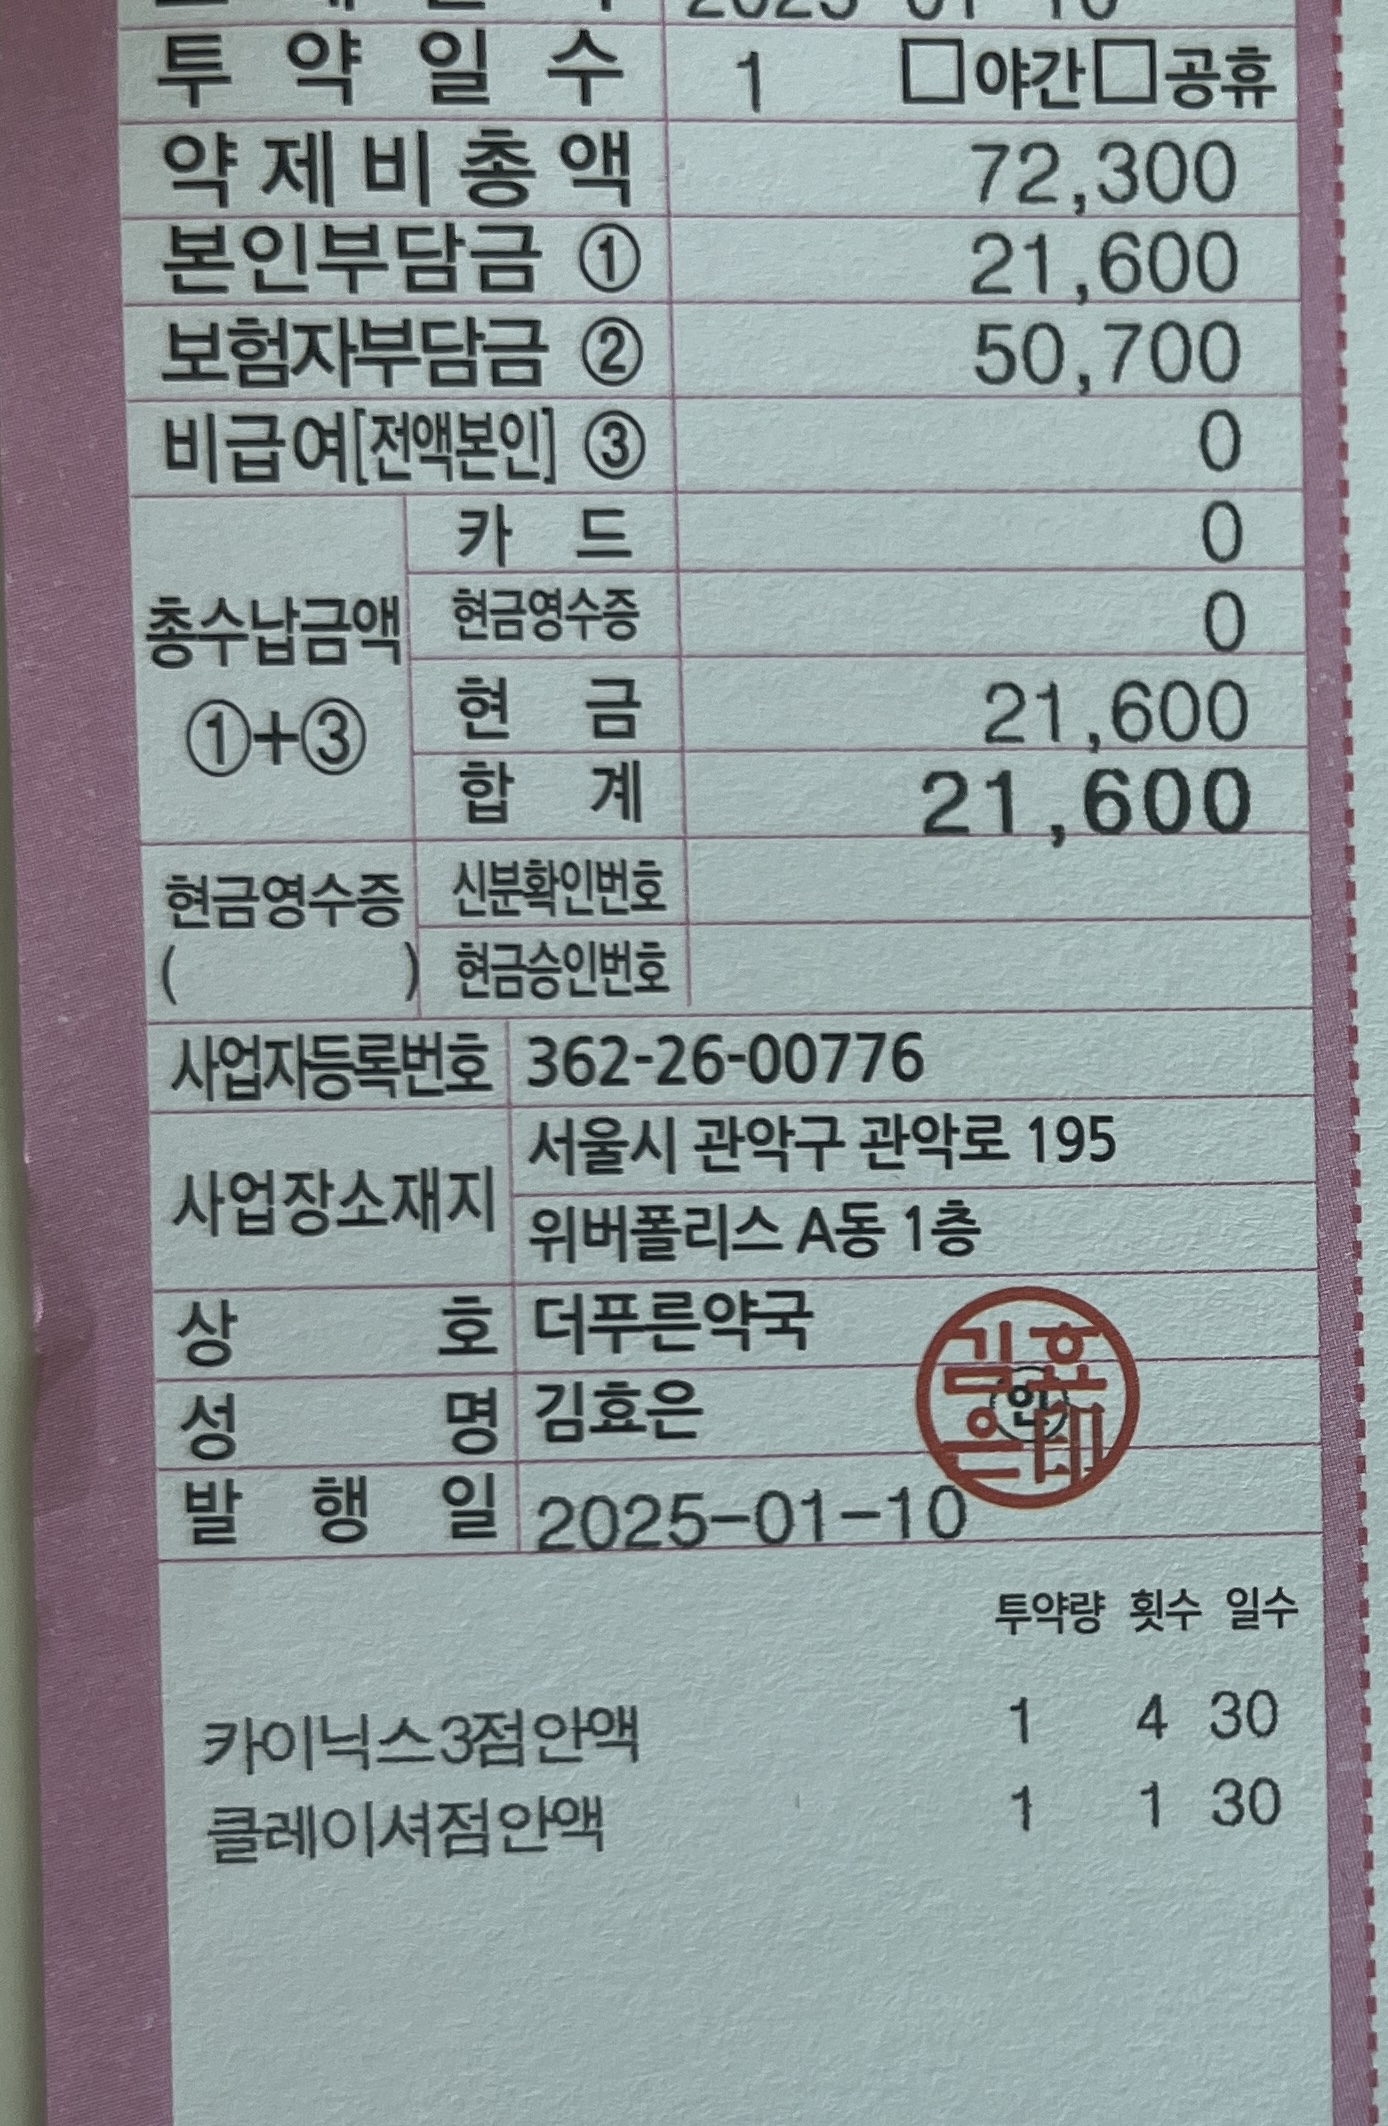 투약일수 1 □야간□공휴
약제비총액 72,300
본인부담금 ① 21,600
보험자부담금 ② 50,700
비급여[전액본인] ③ 0
카드 0
총수납금액 현금영수증 0
①+③ 현금 21,600
합계 21,600
현금영수증 신분확인번호
( ) 현금승인번호
사업자등록번호 362-26-00776
서울시 관악구 관악로 195
사업장소재지
위버폴리스 A동 1층
상호 더푸른약국
성명 김효은 인
김효
은印
발행일 2025-01-10
투약량 횟수 일수
카이닉스3점안액 1 4 30
클레이셔점안액 1 1 30